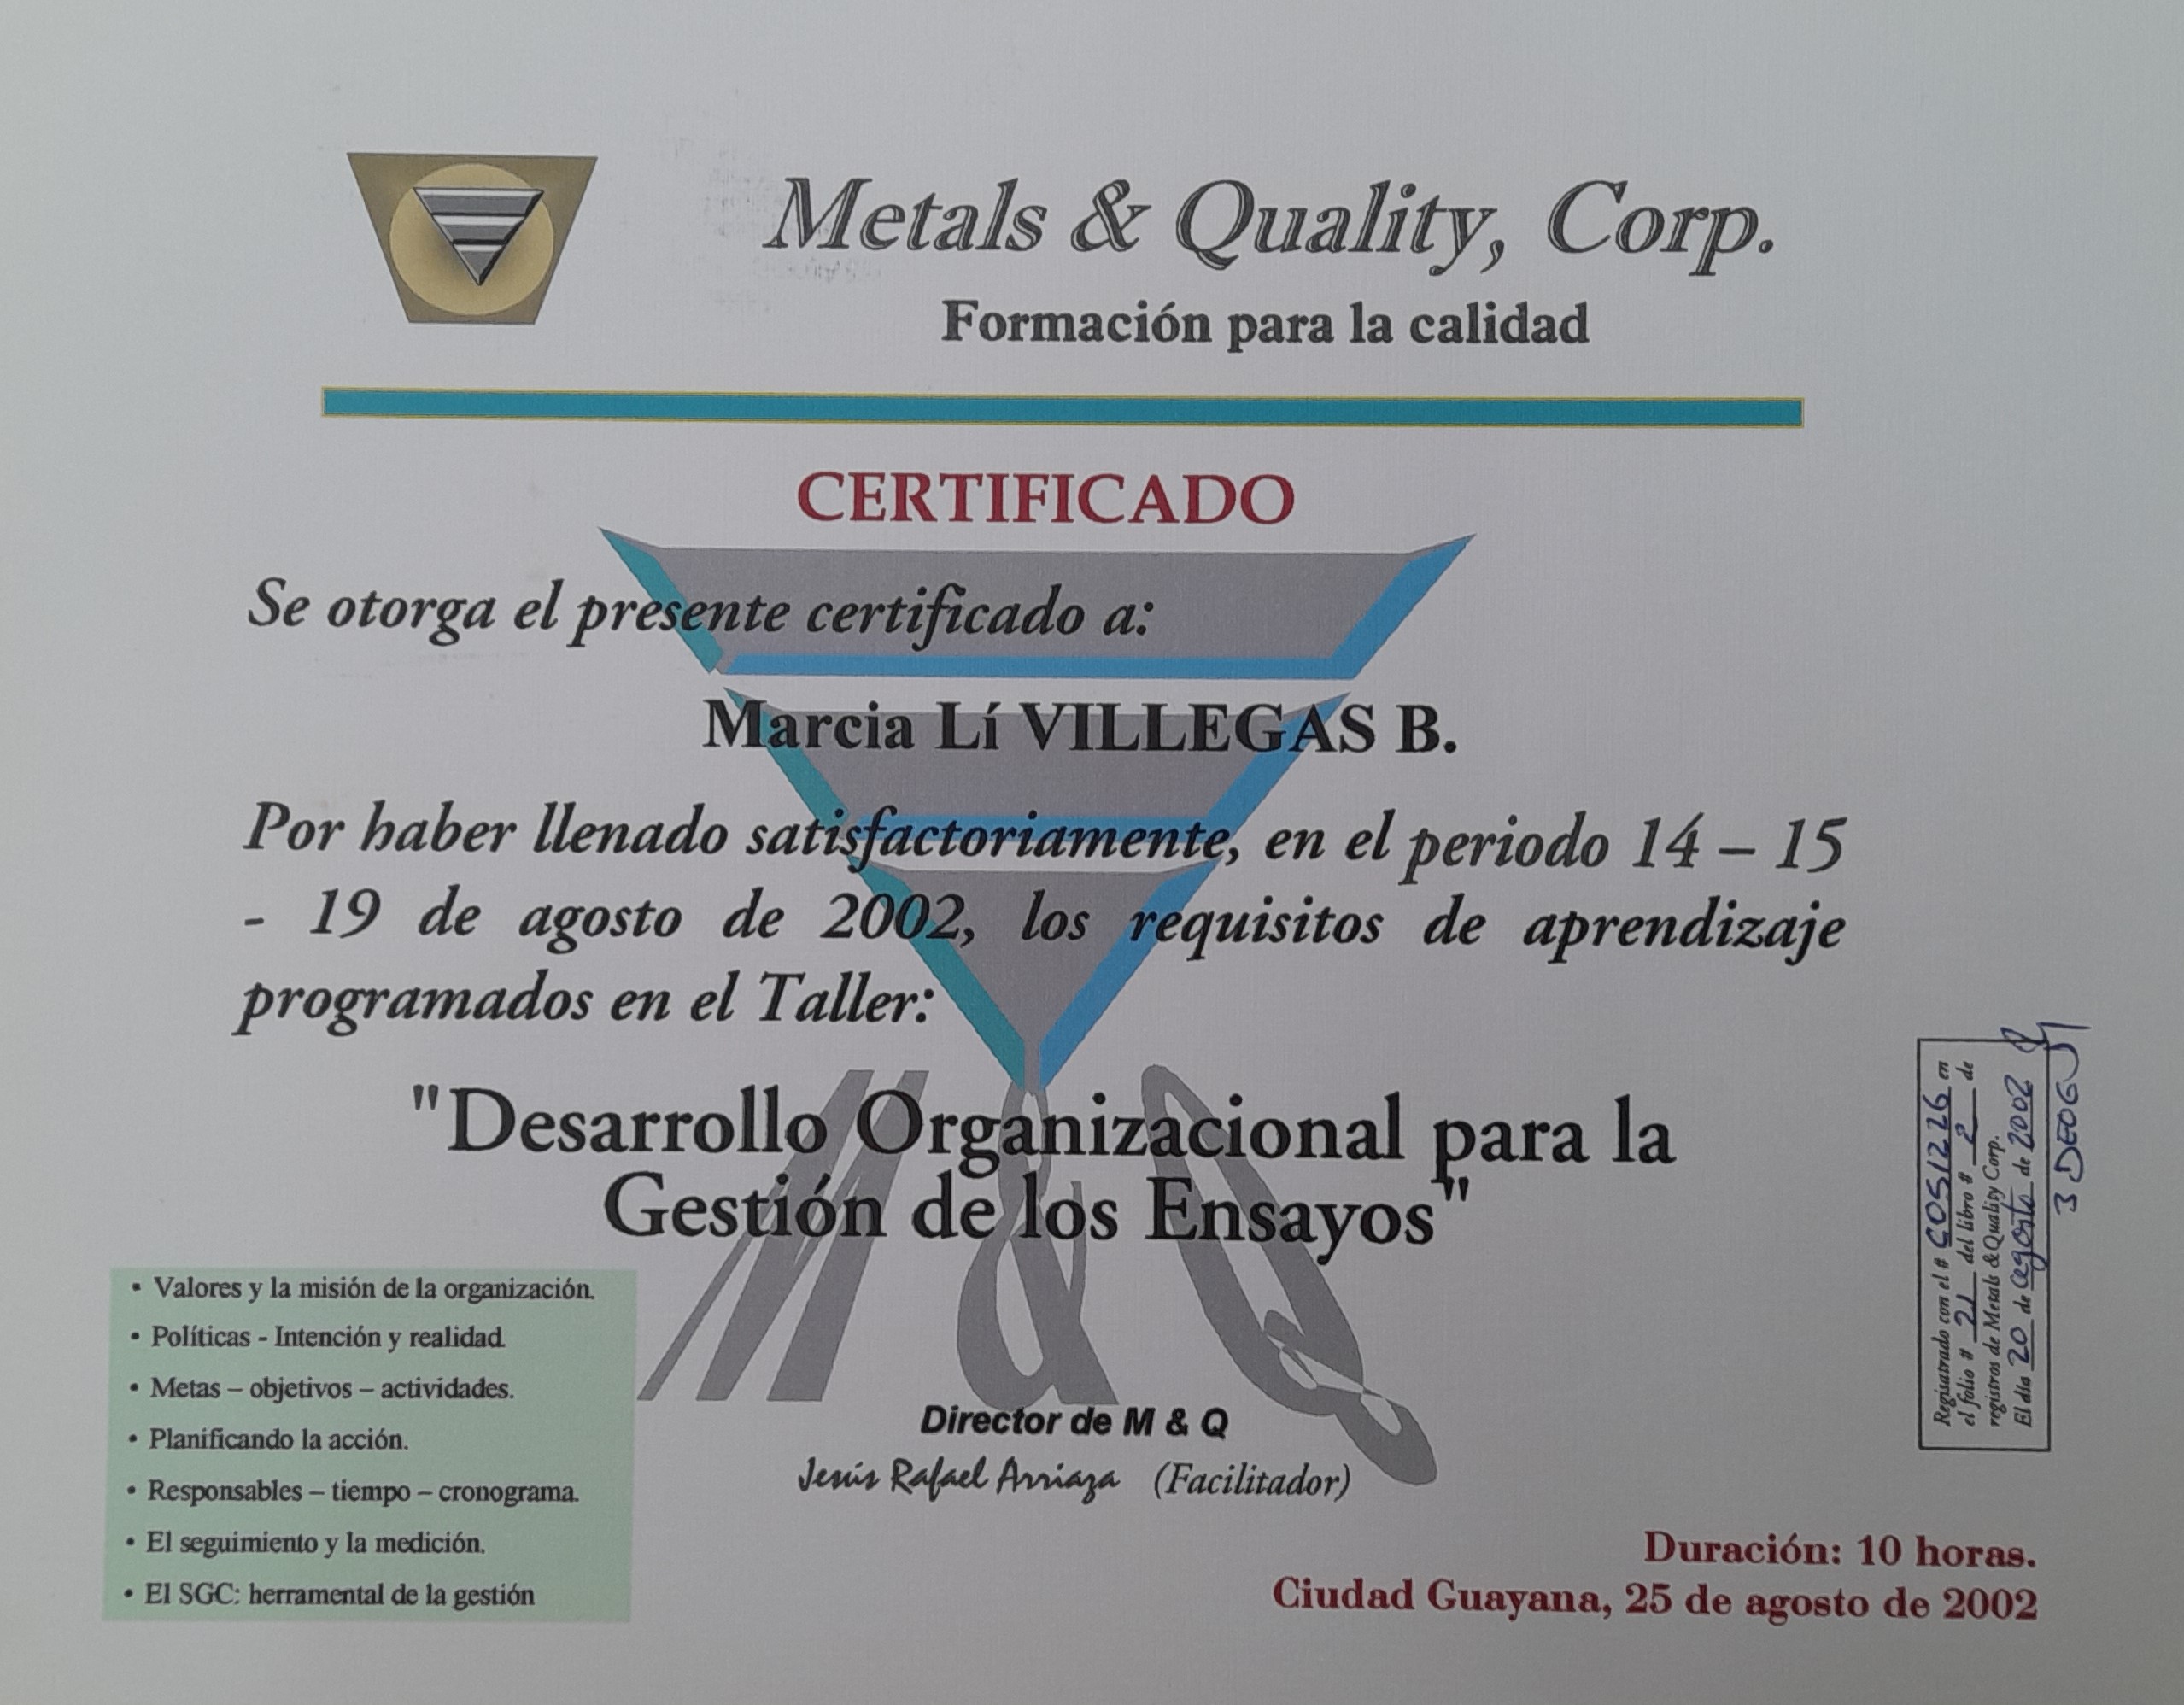 Metals & Quality, Corp.
Formación para la calidad
CERTIFICADO
Se otorga el presente certificado a:
Marcia Lí VILLEGAS B.
Por haber llenado satisfactoriamente, en el periodo 14 – 15
- 19 de agosto de 2002, los requisitos de aprendizaje
programados en el Taller:
"Desarrollo Organizacional para la
Gestión de los Ensayos"
M & Q
• Valores y la misión de la organización.
• Políticas - Intención y realidad.
• Metas – objetivos – actividades.
• Planificando la acción.
• Responsables – tiempo – cronograma.
• El seguimiento y la medición.
• El SGC: herramental de la gestión
Director de M & Q
Jesús Rafael Arriaza (Facilitador)
Duración: 10 horas.
Ciudad Guayana, 25 de agosto de 2002
Regisatrado con el # C051226 en
el folio # 21 del libro # 2 de
registros de Metals &Quality Corp.
El día 20 de agosto de 2002